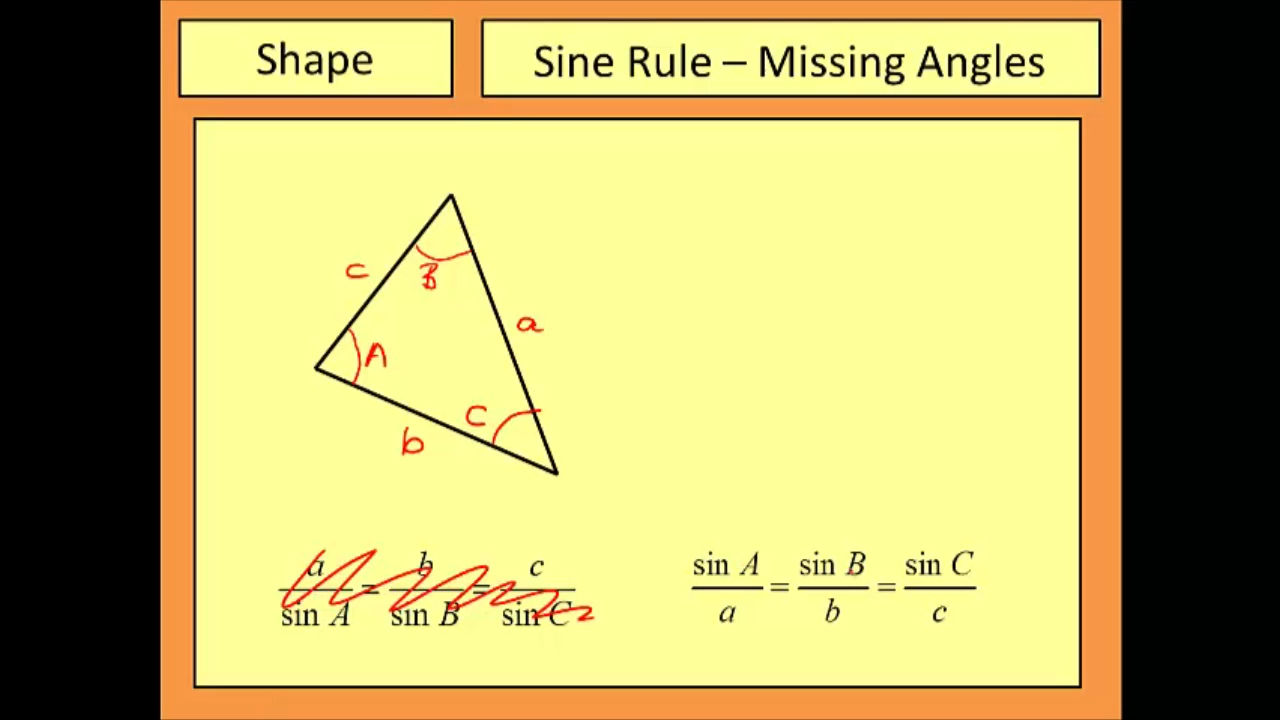 Shape
Sine Rule – Missing Angles
c
B
a
A
C
b
a/sin A = b/sin B = c/sin C
sin A/a = sin B/b = sin C/c